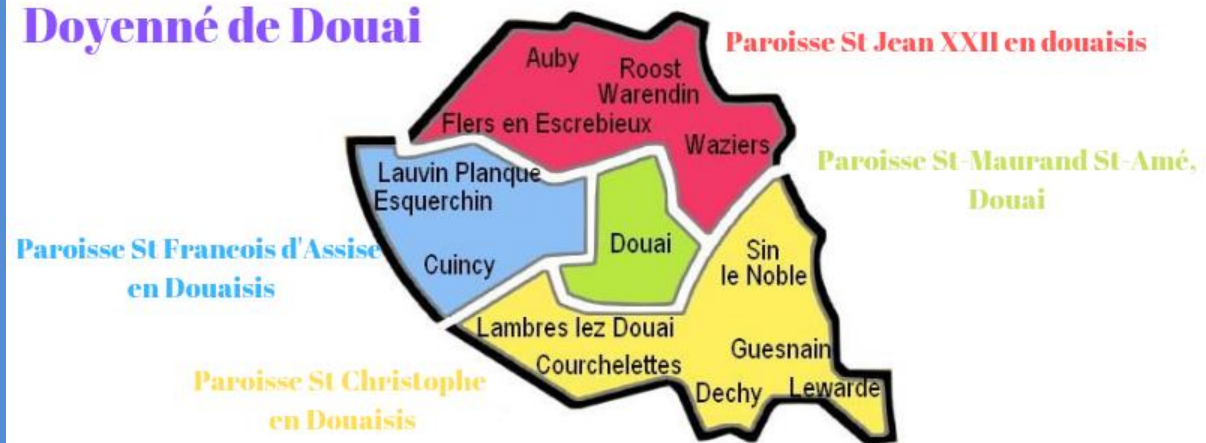 Doyenné de Douai
Paroisse St Jean XXII en douaisis
Auby
Roost
Warendin
Flers en Escrebieux
Waziers
Paroisse St-Maurand St-Amé,
Douai
Lauvin Planque
Esquerchin
Cuincy
Douai
Sin
le Noble
Paroisse St Francois d'Assise
en Douaisis
Lambres lez Douai
Courchelettes
Guesnain
Dechy
Lewarde
Paroisse St Christophe
en Douaisis